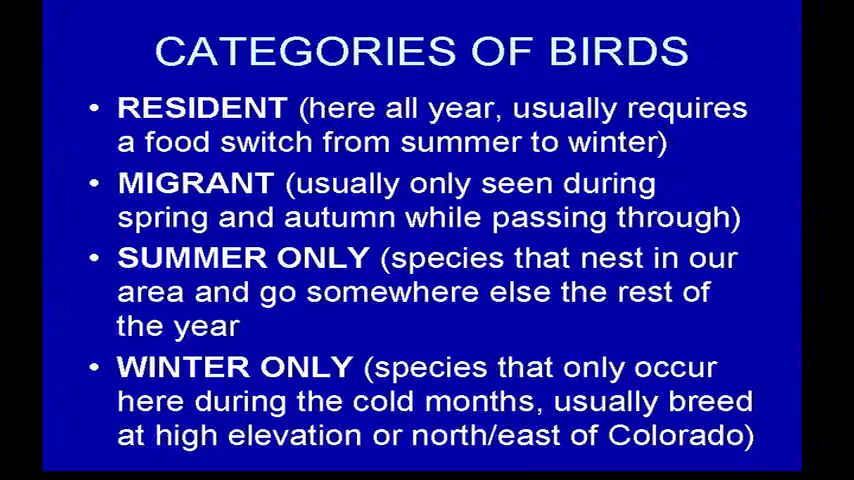 CATEGORIES OF BIRDS
• RESIDENT (here all year, usually requires
a food switch from summer to winter)
• MIGRANT (usually only seen during
spring and autumn while passing through)
• SUMMER ONLY (species that nest in our
area and go somewhere else the rest of
the year
• WINTER ONLY (species that only occur
here during the cold months, usually breed
at high elevation or north/east of Colorado)